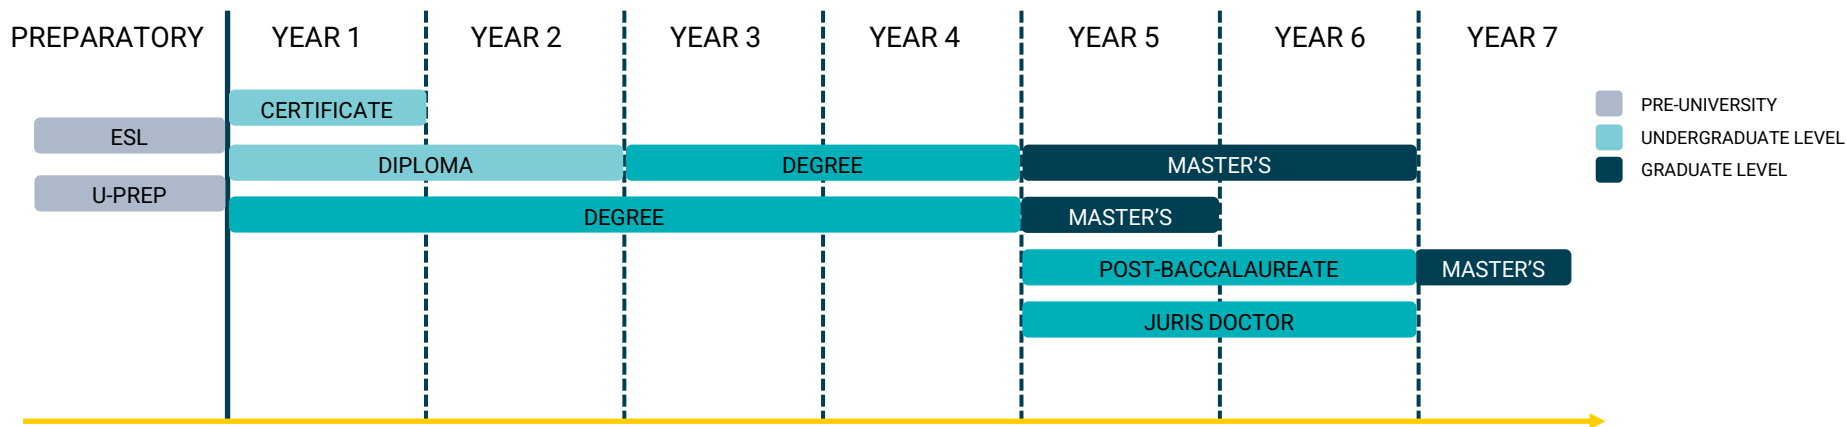 PREPARATORY
YEAR 1
YEAR 2
YEAR 3
YEAR 4
YEAR 5
YEAR 6
YEAR 7
CERTIFICATE
ESL
DIPLOMA
DEGREE
MASTER'S
U-PREP
DEGREE
MASTER'S
POST-BACCALAUREATE
MASTER'S
JURIS DOCTOR
PRE-UNIVERSITY
UNDERGRADUATE LEVEL
GRADUATE LEVEL